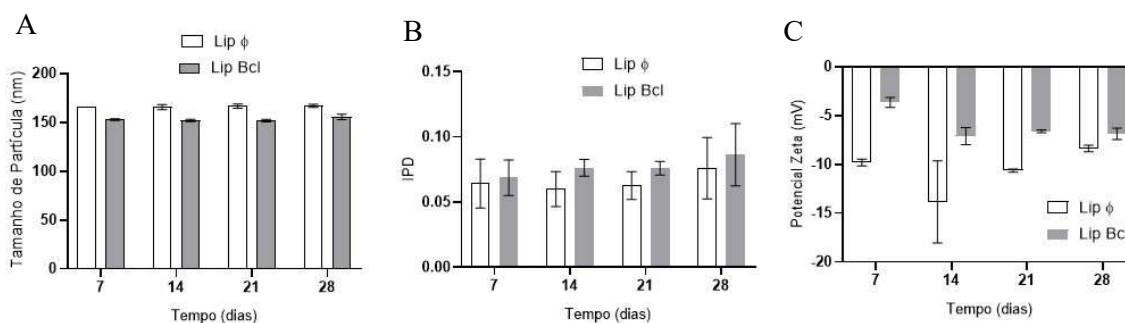 A
Lip ϕ
Lip Bcl
Tamanho de Partícula (nm)
200
150
100
50
0
7 14 21 28
Tempo (dias)
B
Lip ϕ
Lip Bcl
IPD
0.15
0.10
0.05
0.00
7 14 21 28
Tempo (dias)
C
Potencial Zeta (mV)
0
-5
-10
-15
-20
Lip ϕ
Lip Bcl
7 14 21 28
Tempo (dias)